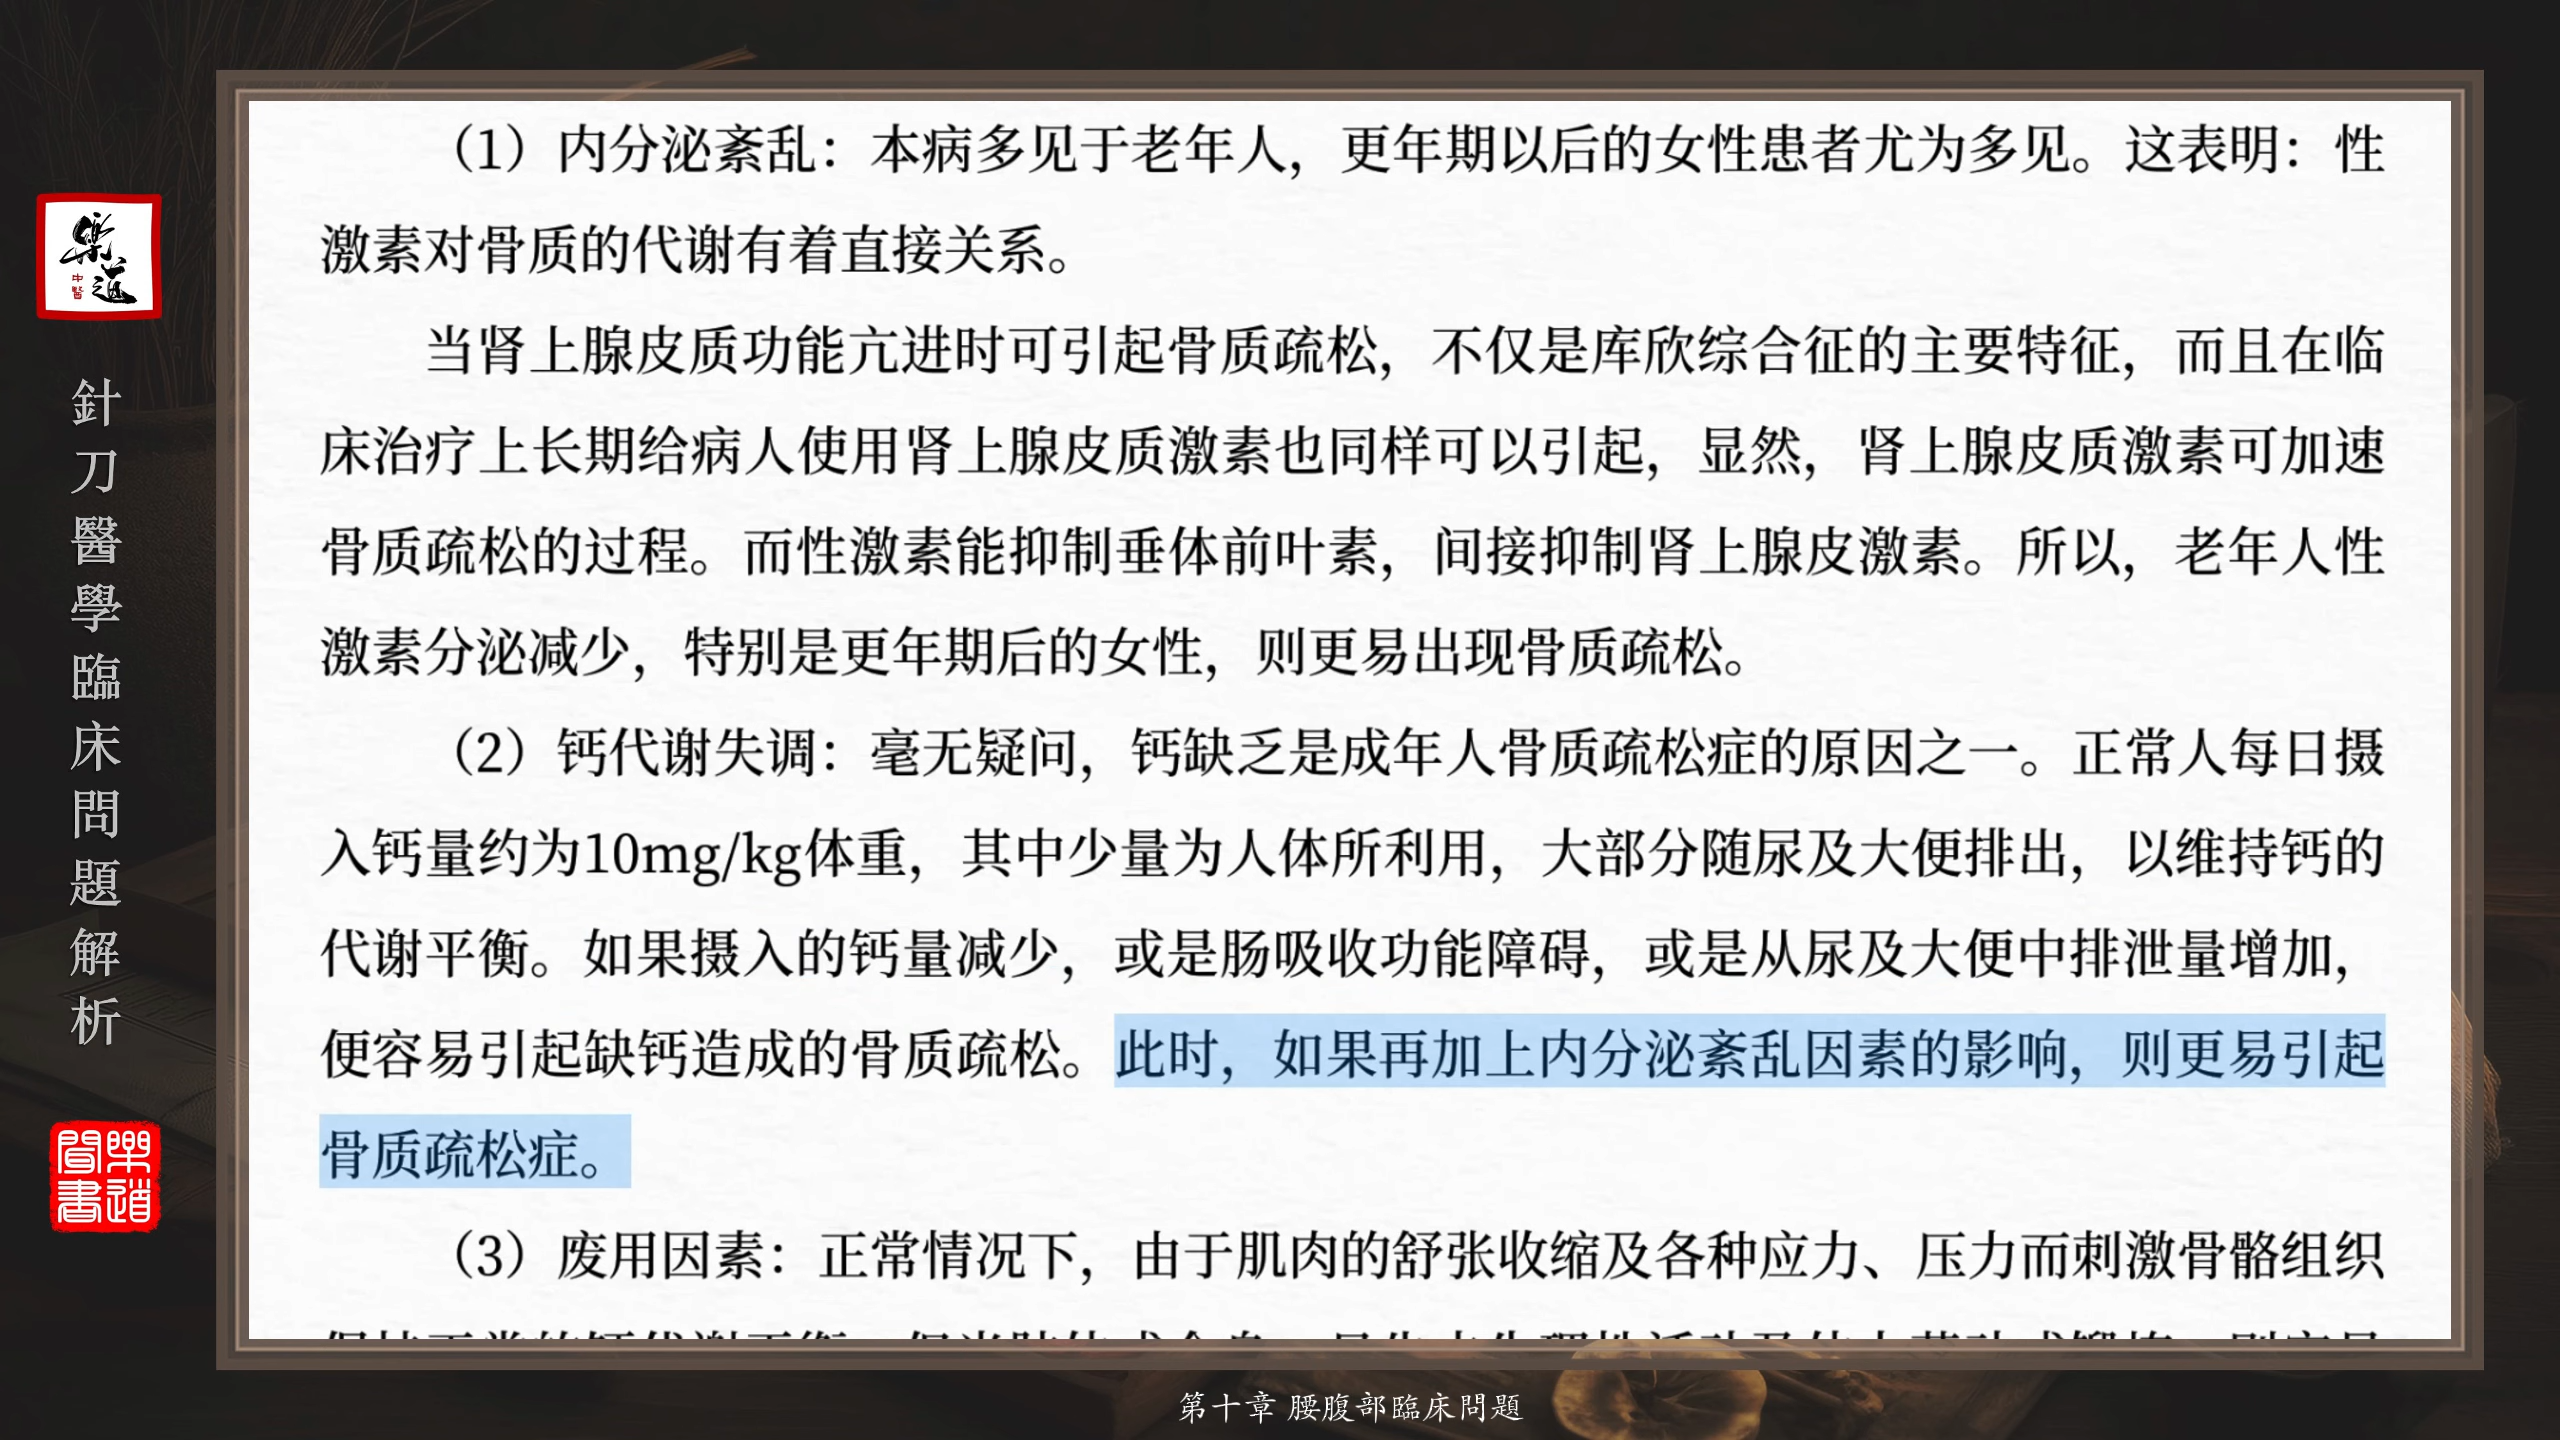 樂道
中醫
針刀醫學臨床問題解析
樂道
閱書
（1）内分泌紊乱：本病多见于老年人，更年期以后的女性患者尤为多见。这表明：性
激素对骨质的代谢有着直接关系。
当肾上腺皮质功能亢进时可引起骨质疏松，不仅是库欣综合征的主要特征，而且在临
床治疗上长期给病人使用肾上腺皮质激素也同样可以引起，显然，肾上腺皮质激素可加速
骨质疏松的过程。而性激素能抑制垂体前叶素，间接抑制肾上腺皮激素。所以，老年人性
激素分泌减少，特别是更年期后的女性，则更易出现骨质疏松。
（2）钙代谢失调：毫无疑问，钙缺乏是成年人骨质疏松症的原因之一。正常人每日摄
入钙量约为10mg/kg体重，其中少量为人体所利用，大部分随尿及大便排出，以维持钙的
代谢平衡。如果摄入的钙量减少，或是肠吸收功能障碍，或是从尿及大便中排泄量增加，
便容易引起缺钙造成的骨质疏松。此时，如果再加上内分泌紊乱因素的影响，则更易引起
骨质疏松症。
（3）废用因素：正常情况下，由于肌肉的舒张收缩及各种应力、压力而刺激骨骼组织
第十章 腰腹部臨床問題